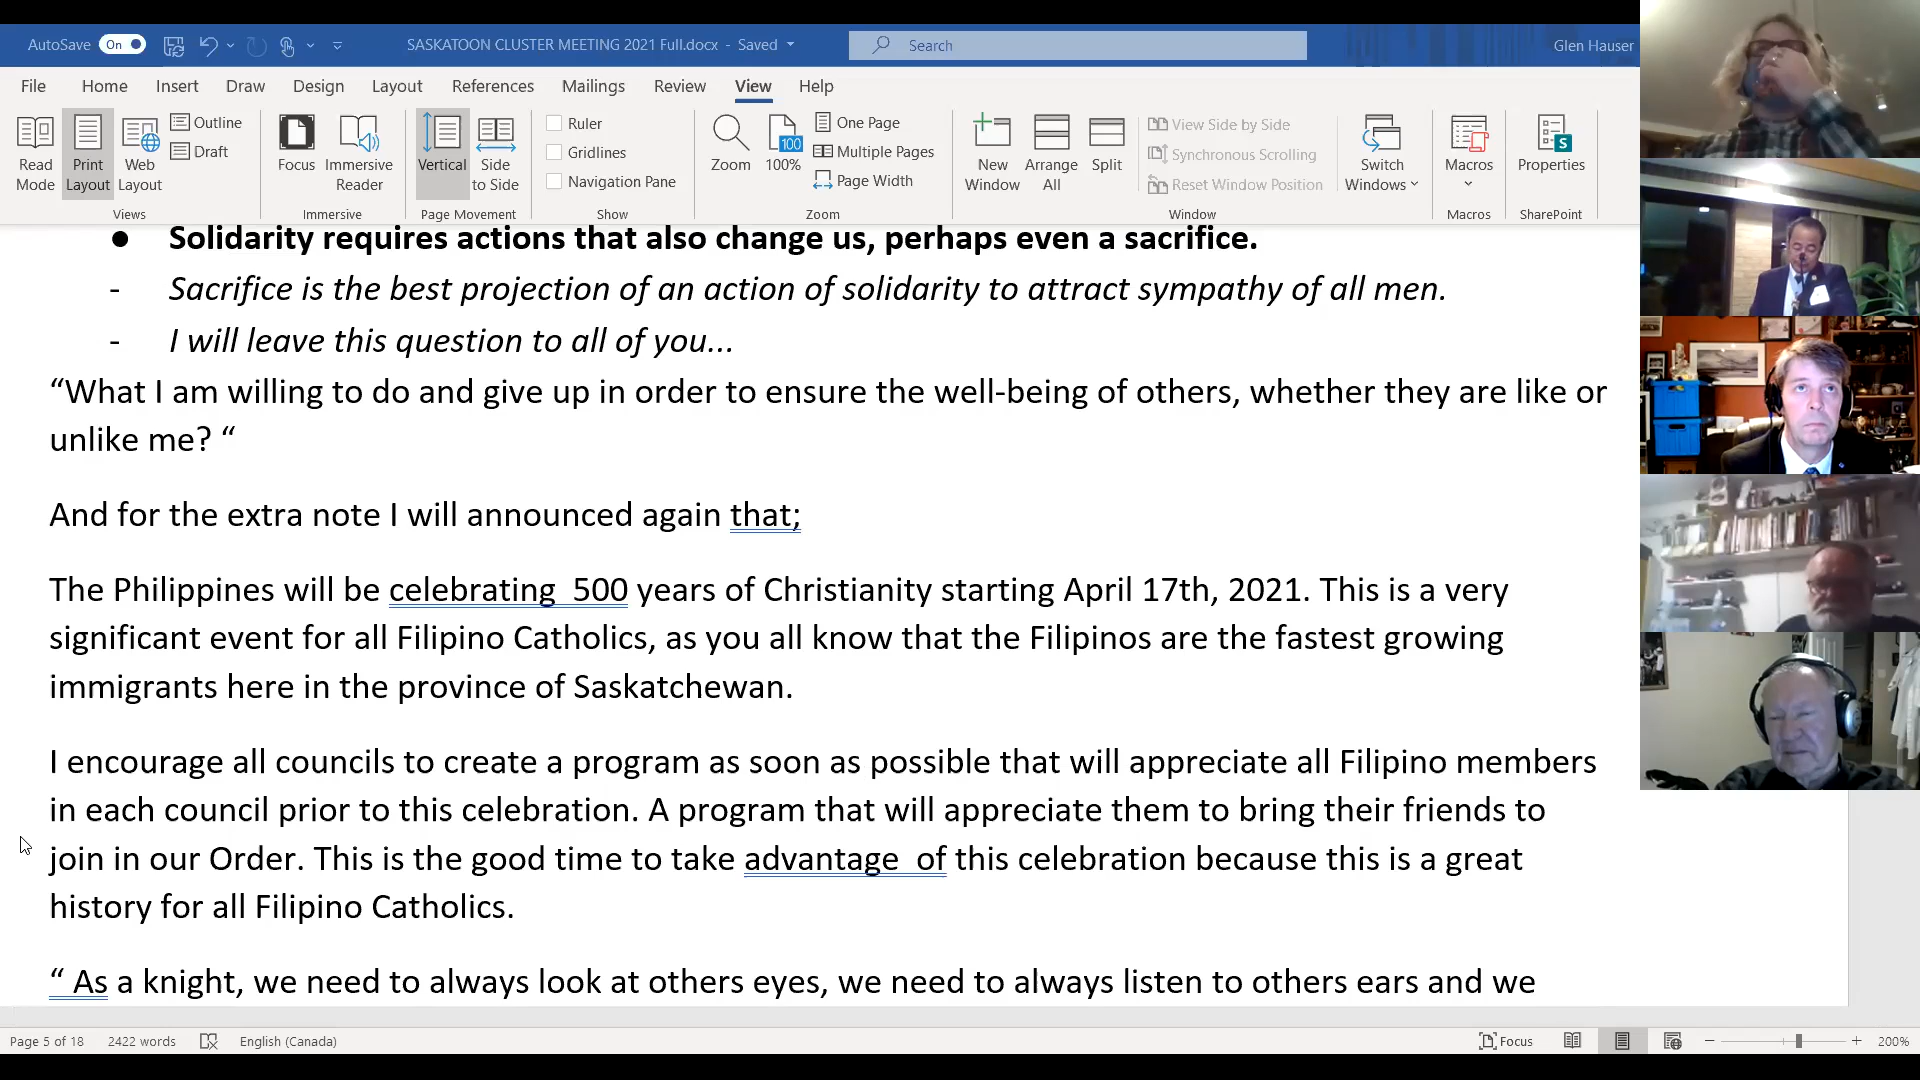 AutoSave On SASKATOON CLUSTER MEETING 2021 Full.docx - Saved Search Glen Hauser
File Home Insert Draw Design Layout References Mailings Review View Help
Read Mode
Print Layout
Web Layout
Outline
Draft
Views
Focus
Immersive Reader
Immersive
Vertical
Side to Side
Page Movement
Ruler
Gridlines
Navigation Pane
Show
Zoom
100
100%
One Page
Multiple Pages
Page Width
Zoom
New Window
Arrange All
Split
View Side by Side
Synchronous Scrolling
Reset Window Position
Switch Windows
Window
Macros
Macros
S
Properties
SharePoint
● Solidarity requires actions that also change us, perhaps even a sacrifice.
- Sacrifice is the best projection of an action of solidarity to attract sympathy of all men.
- I will leave this question to all of you...
“What I am willing to do and give up in order to ensure the well-being of others, whether they are like or
unlike me? “
And for the extra note I will announced again that;
The Philippines will be celebrating  500 years of Christianity starting April 17th, 2021. This is a very
significant event for all Filipino Catholics, as you all know that the Filipinos are the fastest growing
immigrants here in the province of Saskatchewan.
I encourage all councils to create a program as soon as possible that will appreciate all Filipino members
in each council prior to this celebration. A program that will appreciate them to bring their friends to
join in our Order. This is the good time to take advantage  of this celebration because this is a great
history for all Filipino Catholics.
“ As a knight, we need to always look at others eyes, we need to always listen to others ears and we
Page 5 of 18 2422 words English (Canada) Focus − + 200%